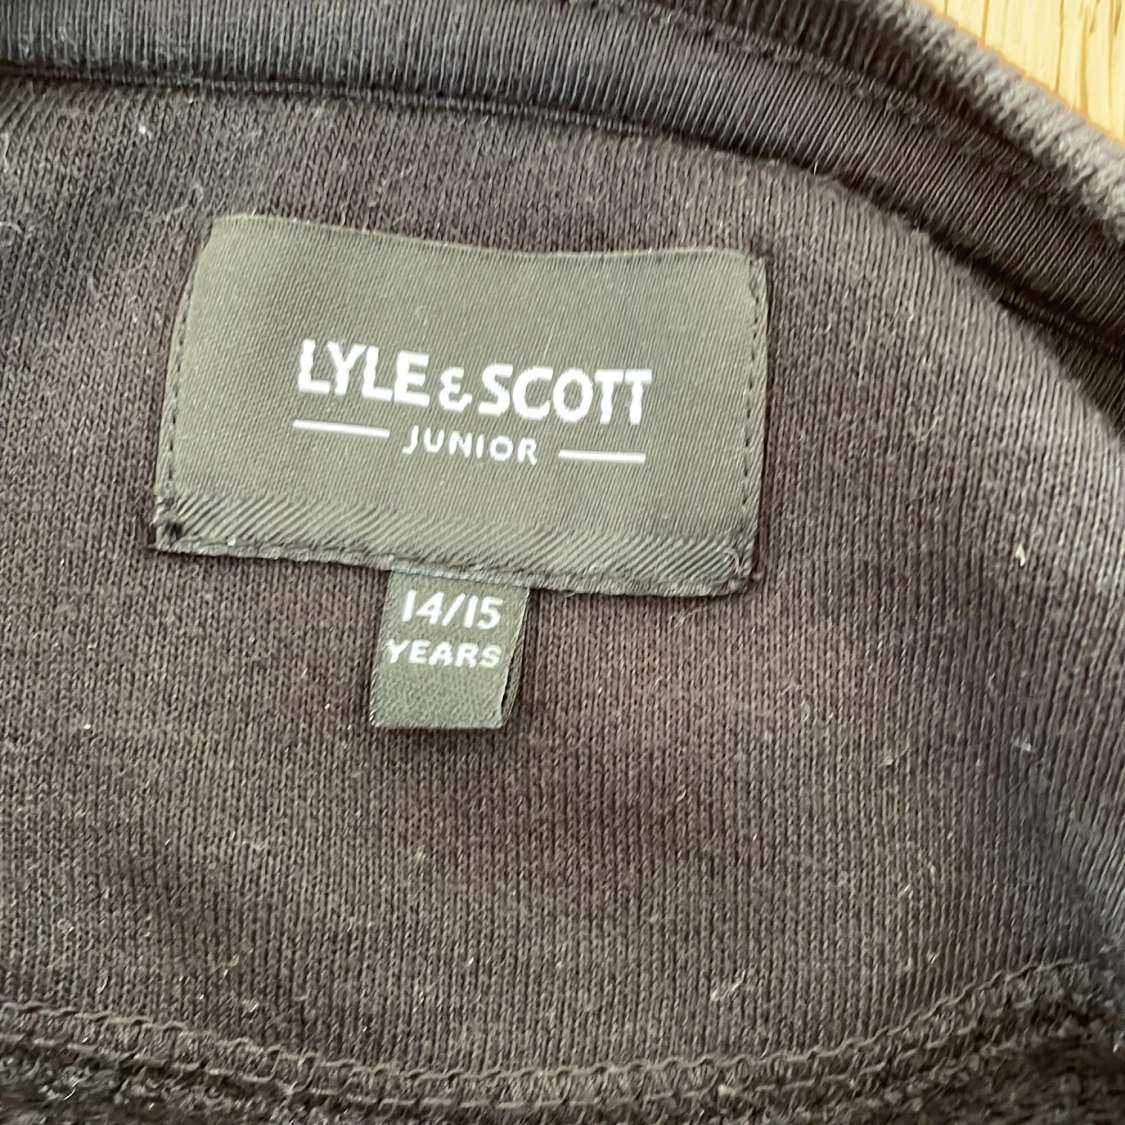 LYLE & SCOTT
JUNIOR
14/15
YEARS